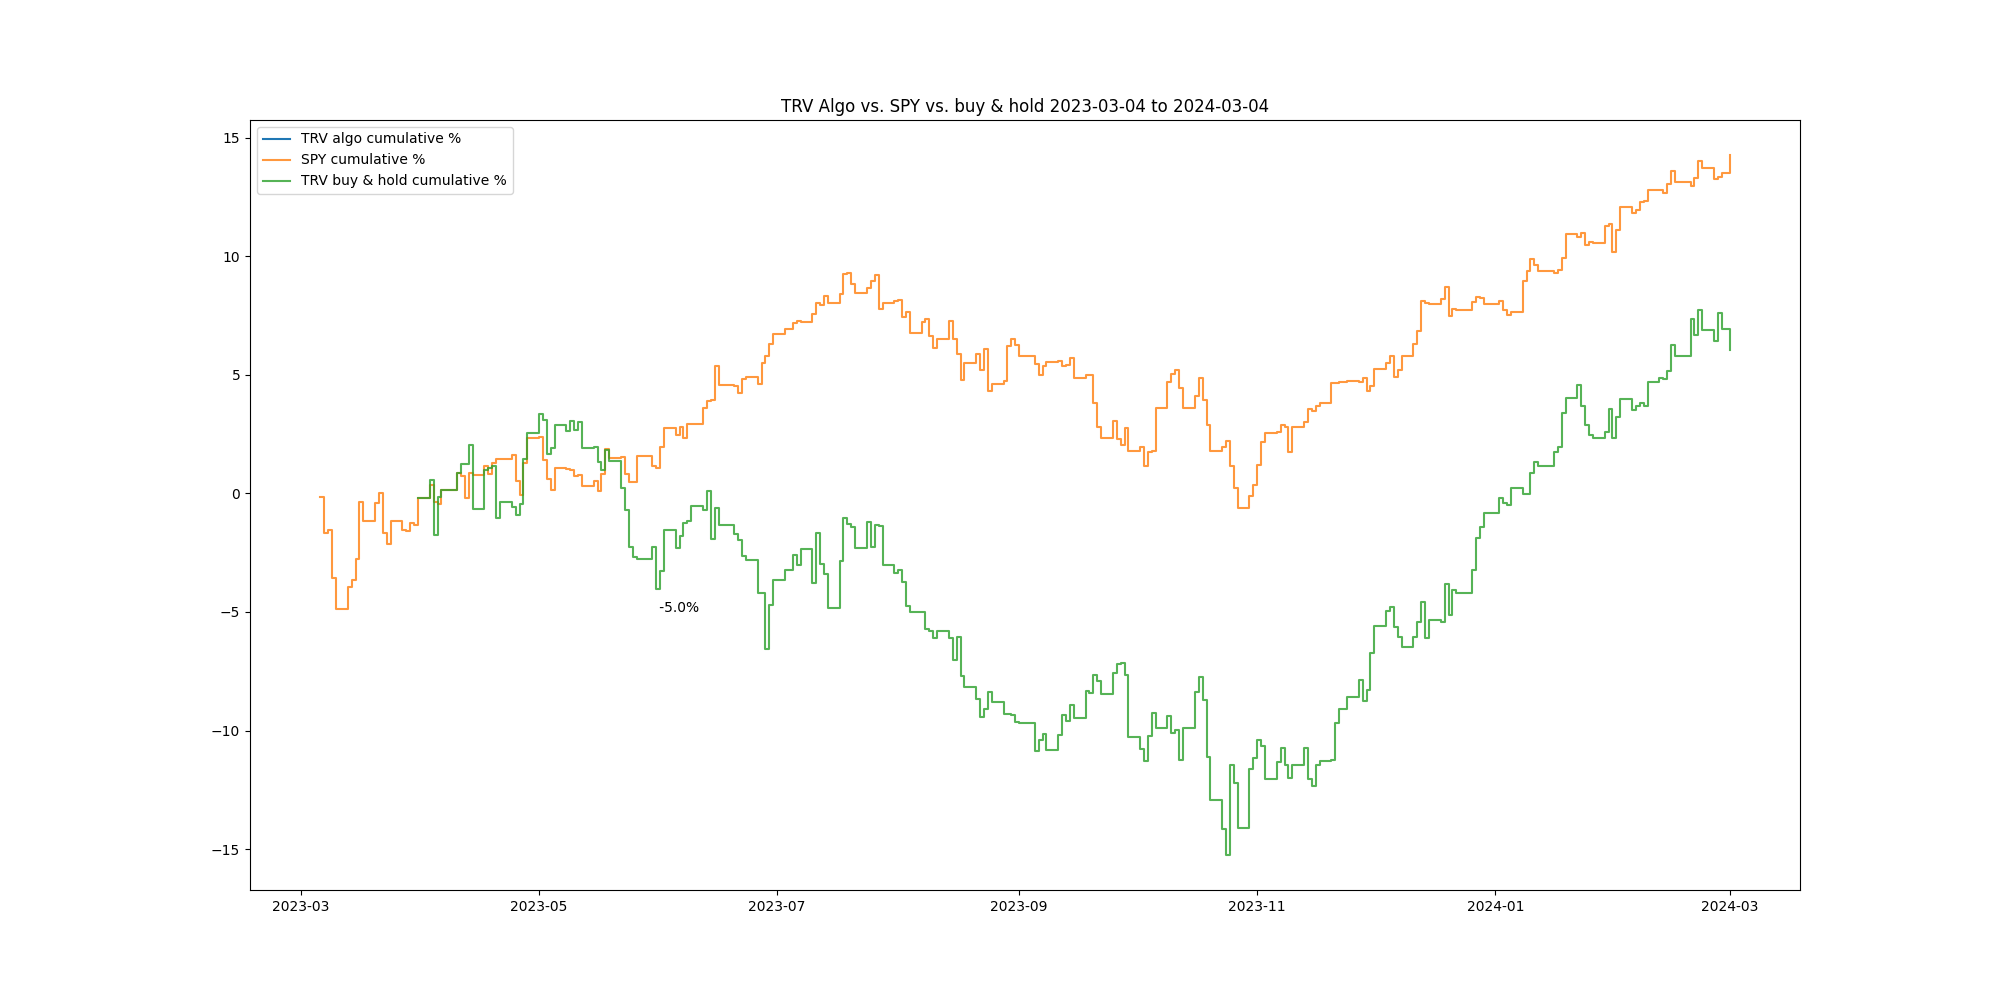 TRV Algo vs. SPY vs. buy & hold 2023-03-04 to 2024-03-04
TRV algo cumulative %
SPY cumulative %
TRV buy & hold cumulative %
15
10
5
0
−5
−10
−15
-5.0%
2023-03 2023-05 2023-07 2023-09 2023-11 2024-01 2024-03